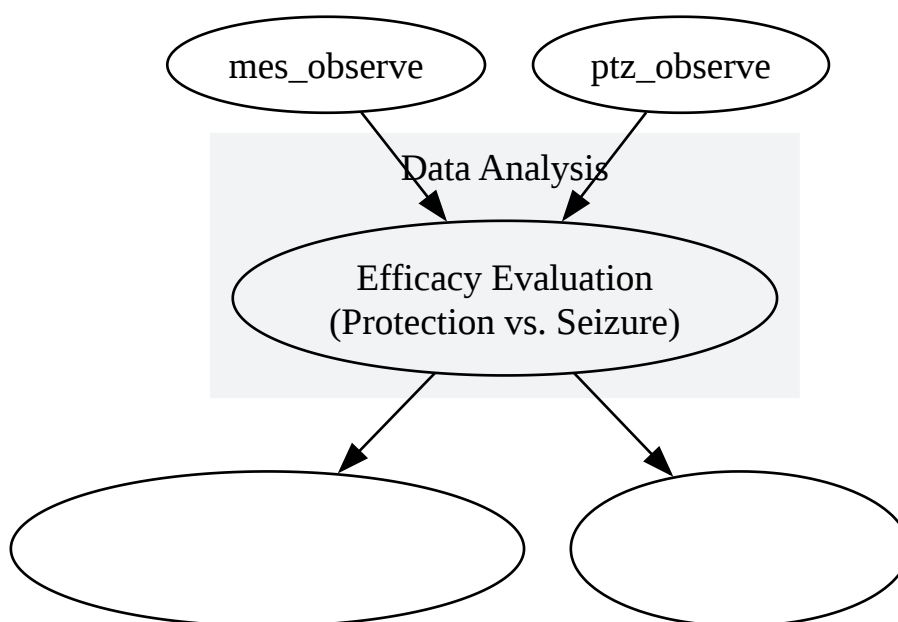 mes_observe
ptz_observe
Data Analysis
Efficacy Evaluation
(Protection vs. Seizure)